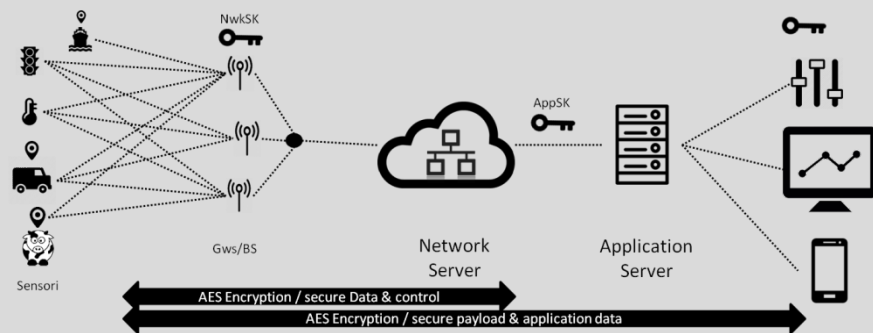 NwkSK
AppSK
Gws/BS
Network
Server
Application
Server
Sensori
AES Encryption / secure Data & control
AES Encryption / secure payload & application data